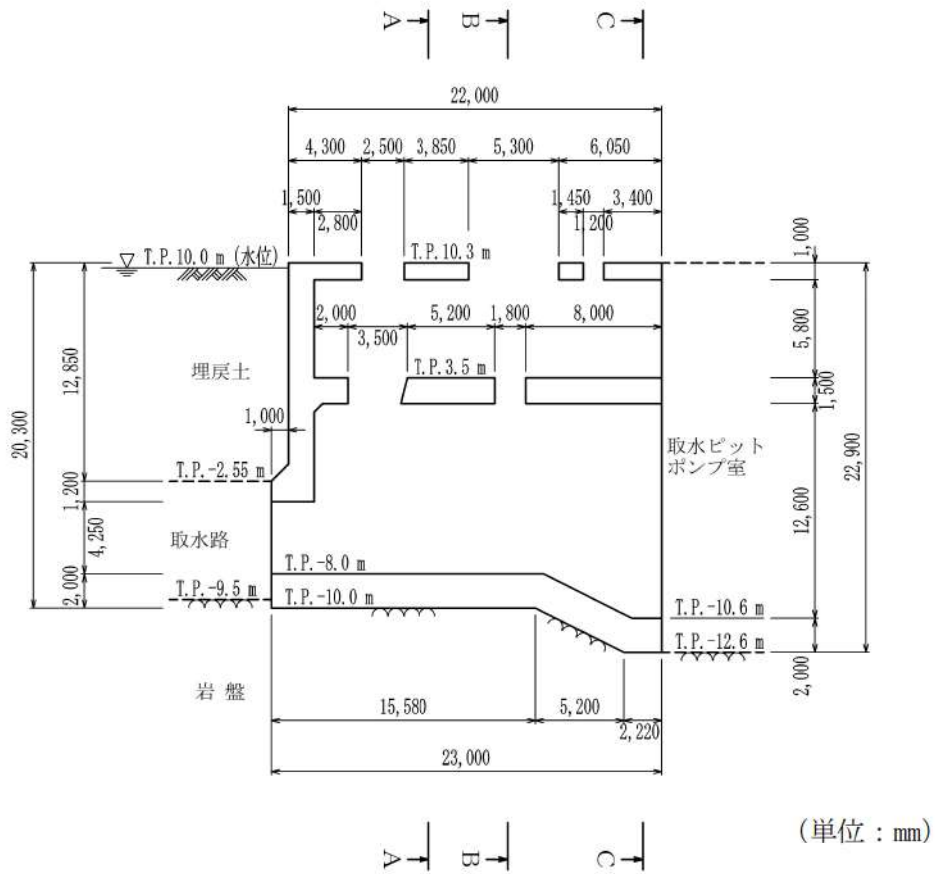 A B C
22,000
4,300 2,500 3,850 5,300 6,050
1,500 2,800 1,450 1,200 3,400
1,000
T.P.10.0 m (水位)
T.P.10.3 m
2,000 3,500 5,200 1,800 8,000
5,800
T.P.3.5 m
1,500
埋戻土
12,850
1,000
20,300
取水ピット
ポンプ室
22,900
T.P.-2.55 m
1,200
12,600
取水路
4,250
T.P.-8.0 m
2,000
T.P.-9.5 m
T.P.-10.0 m
T.P.-10.6 m
T.P.-12.6 m
2,000
岩盤
15,580 5,200 2,220
23,000
(単位：mm)
A B C